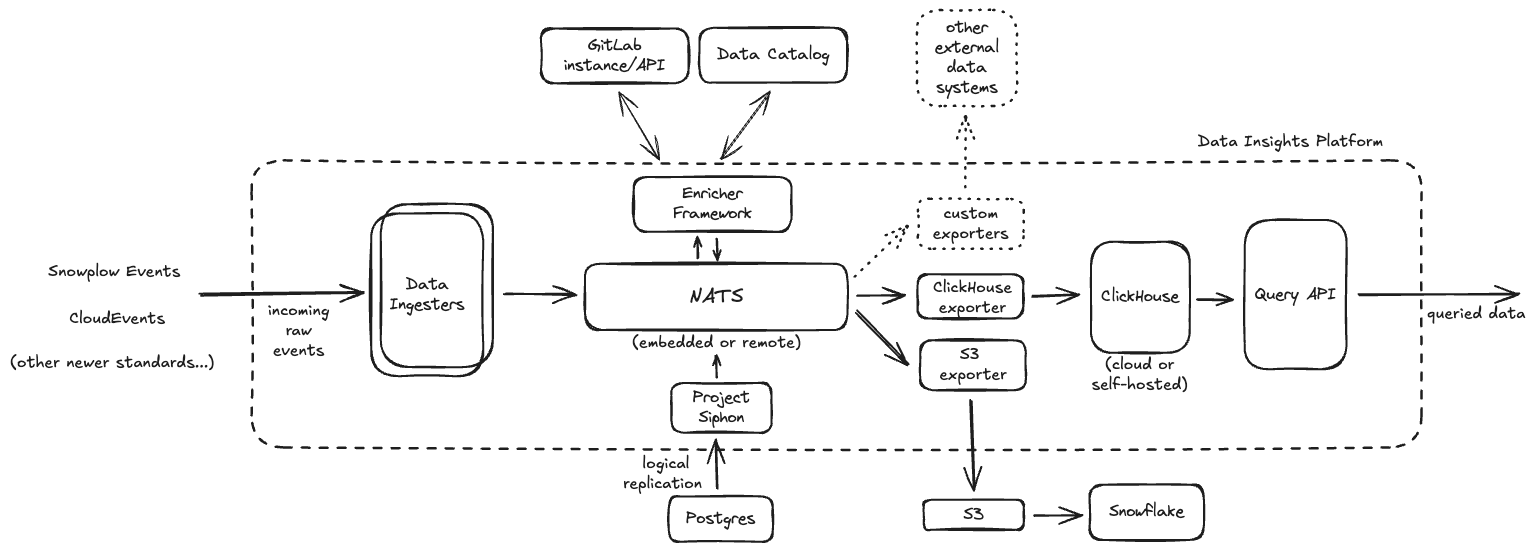 other
external
data
systems
GitLab
instance/API
Data Catalog
Data Insights Platform
Enricher
Framework
custom
exporters
Snowplow Events
CloudEvents
(other newer standards...)
incoming
raw
events
Data
Ingesters
NATS
(embedded or remote)
ClickHouse
exporter
S3
exporter
ClickHouse
(cloud or
self-hosted)
Query API
queried data
Project
Siphon
logical
replication
Postgres
S3
Snowflake